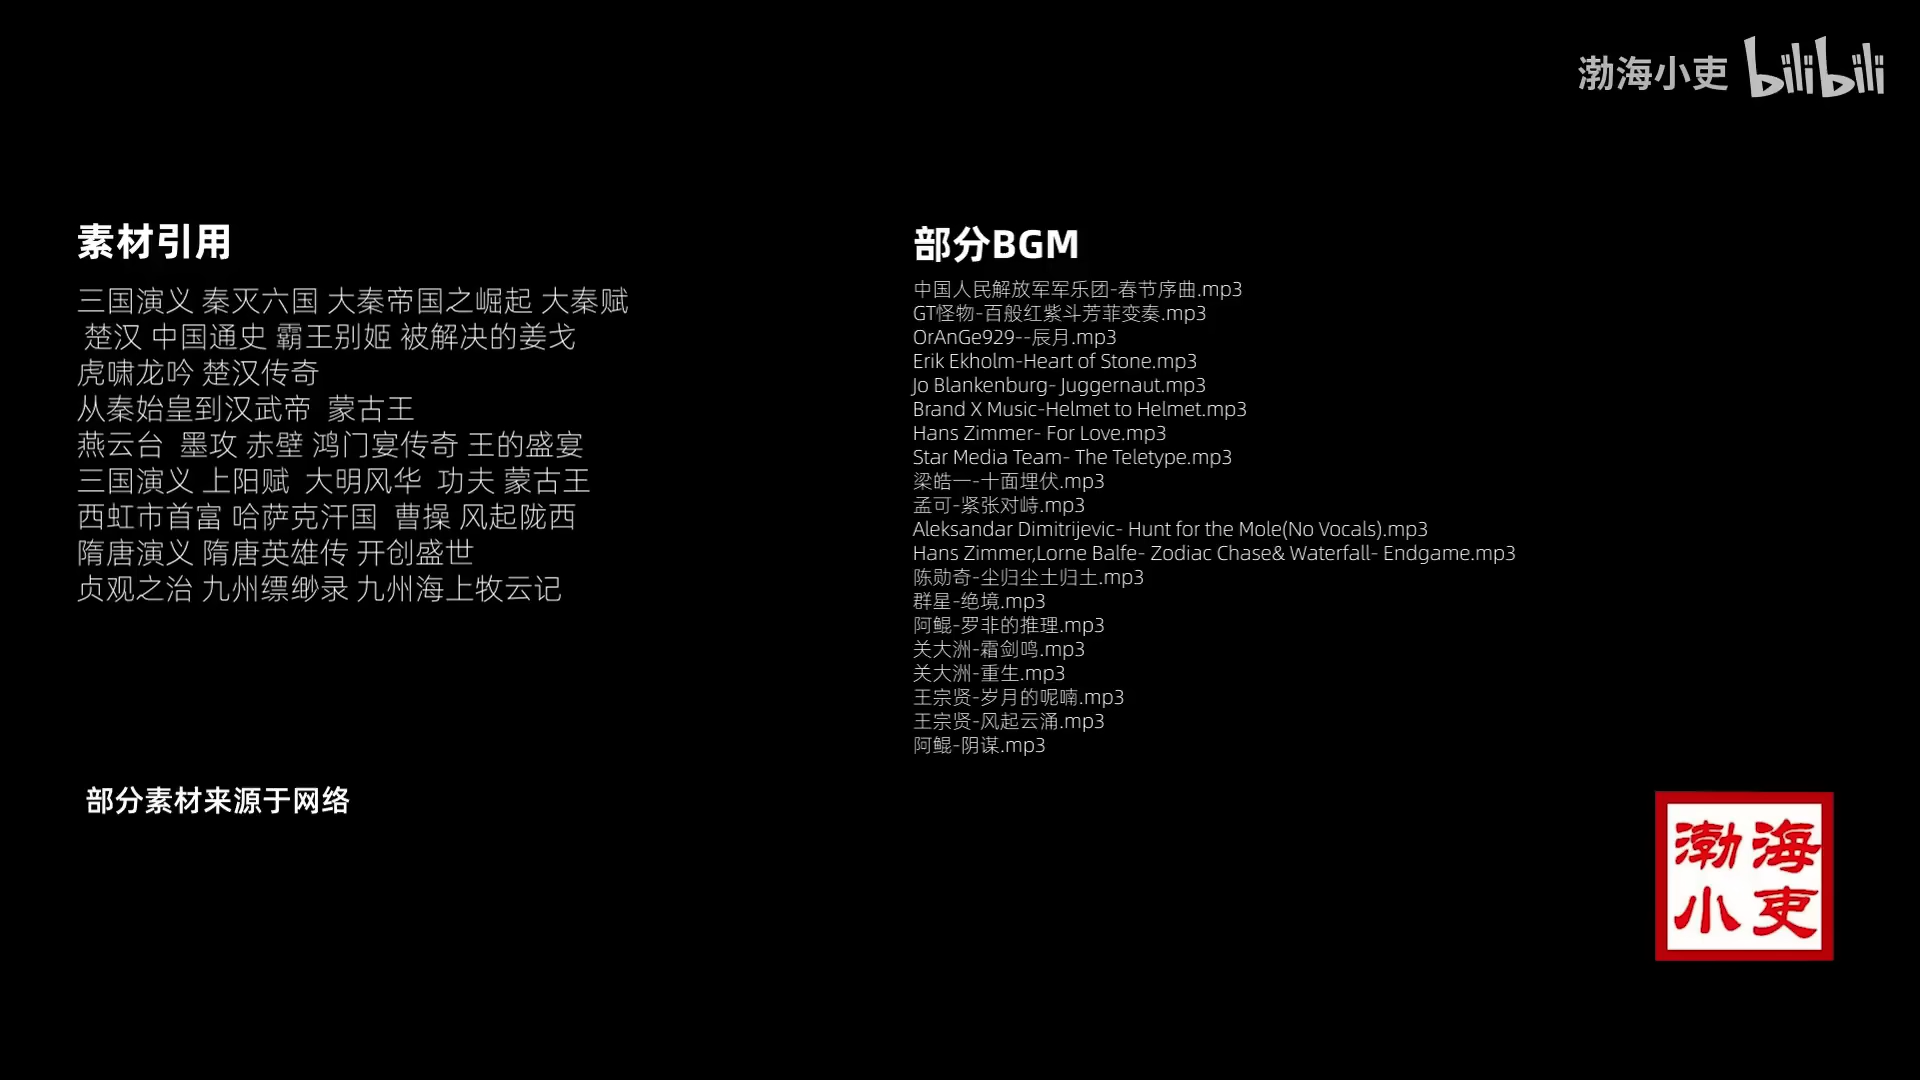 渤海小吏 bilibili
素材引用
三国演义 秦灭六国 大秦帝国之崛起 大秦赋
楚汉 中国通史 霸王别姬 被解决的姜戈
虎啸龙吟 楚汉传奇
从秦始皇到汉武帝 蒙古王
燕云台 墨攻 赤壁 鸿门宴传奇 王的盛宴
三国演义 上阳赋 大明风华 功夫 蒙古王
西虹市首富 哈萨克汗国 曹操 风起陇西
隋唐演义 隋唐英雄传 开创盛世
贞观之治 九州缥缈录 九州海上牧云记
部分素材来源于网络
部分BGM
中国人民解放军军乐团-春节序曲.mp3
GT怪物-百般红紫斗芳菲变奏.mp3
OrAnGe929--辰月.mp3
Erik Ekholm-Heart of Stone.mp3
Jo Blankenburg- Juggernaut.mp3
Brand X Music-Helmet to Helmet.mp3
Hans Zimmer- For Love.mp3
Star Media Team- The Teletype.mp3
梁皓一-十面埋伏.mp3
孟可-紧张对峙.mp3
Aleksandar Dimitrijevic- Hunt for the Mole(No Vocals).mp3
Hans Zimmer,Lorne Balfe- Zodiac Chase& Waterfall- Endgame.mp3
陈勋奇-尘归尘土归土.mp3
群星-绝境.mp3
阿鲲-罗非的推理.mp3
关大洲-霜剑鸣.mp3
关大洲-重生.mp3
王宗贤-岁月的呢喃.mp3
王宗贤-风起云涌.mp3
阿鲲-阴谋.mp3
渤海
小吏